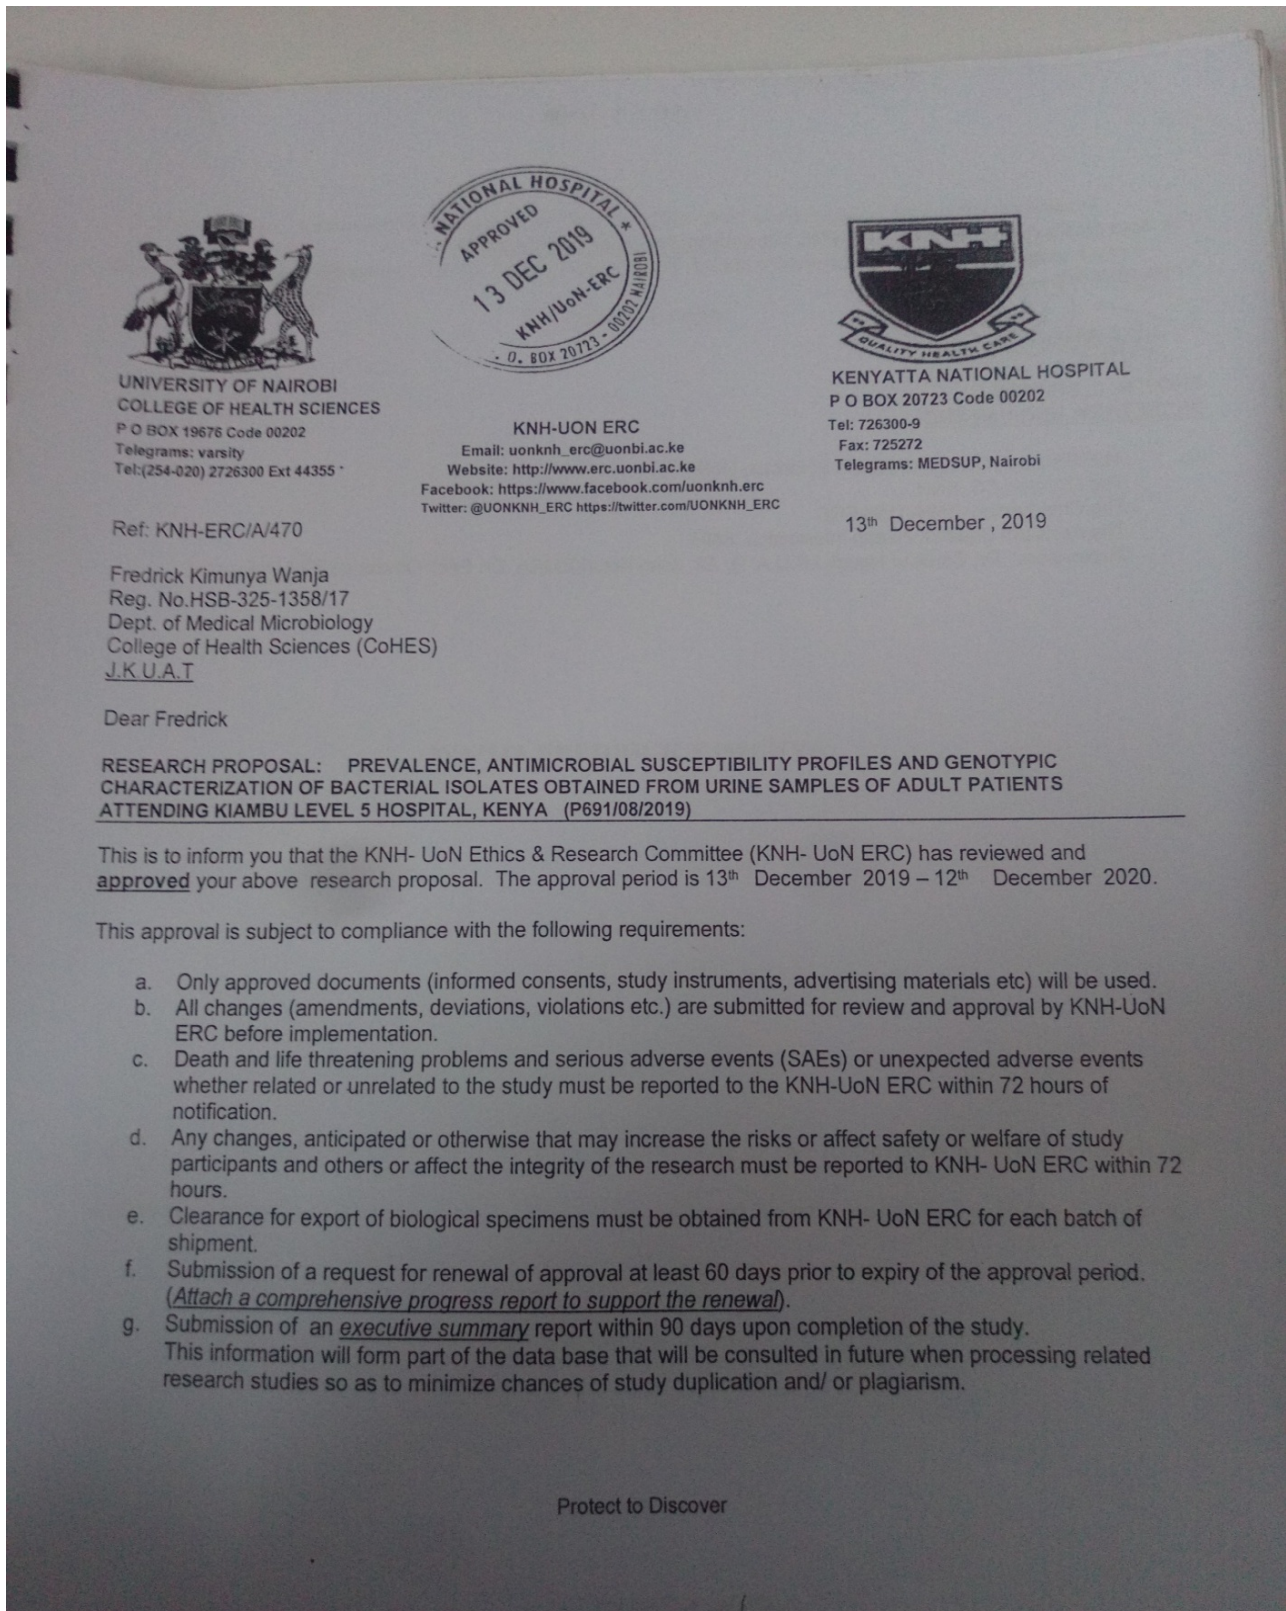 NATIONAL HOSPITAL *
APPROVED
13 DEC 2019
KNH/UoN-ERC
. O. BOX 20723 - 00202 NAIROBI
KNH
QUALITY HEALTH CARE
UNIVERSITY OF NAIROBI
COLLEGE OF HEALTH SCIENCES
P O BOX 19676 Code 00202
Telegrams: varsity
Tel:(254-020) 2726300 Ext 44355
KNH-UON ERC
Email: uonknh_erc@uonbi.ac.ke
Website: http://www.erc.uonbi.ac.ke
Facebook: https://www.facebook.com/uonknh.erc
Twitter: @UONKNH_ERC https://twitter.com/UONKNH_ERC
KENYATTA NATIONAL HOSPITAL
P O BOX 20723 Code 00202
Tel: 726300-9
Fax: 725272
Telegrams: MEDSUP, Nairobi
Ref: KNH-ERC/A/470
13th December , 2019
Fredrick Kimunya Wanja
Reg. No.HSB-325-1358/17
Dept. of Medical Microbiology
College of Health Sciences (CoHES)
J.K.U.A.T
Dear Fredrick
RESEARCH PROPOSAL: PREVALENCE, ANTIMICROBIAL SUSCEPTIBILITY PROFILES AND GENOTYPIC
CHARACTERIZATION OF BACTERIAL ISOLATES OBTAINED FROM URINE SAMPLES OF ADULT PATIENTS
ATTENDING KIAMBU LEVEL 5 HOSPITAL, KENYA (P691/08/2019)
This is to inform you that the KNH- UoN Ethics & Research Committee (KNH- UoN ERC) has reviewed and
approved your above research proposal. The approval period is 13th December 2019 – 12th December 2020.
This approval is subject to compliance with the following requirements:
a. Only approved documents (informed consents, study instruments, advertising materials etc) will be used.
b. All changes (amendments, deviations, violations etc.) are submitted for review and approval by KNH-UoN
ERC before implementation.
c. Death and life threatening problems and serious adverse events (SAEs) or unexpected adverse events
whether related or unrelated to the study must be reported to the KNH-UoN ERC within 72 hours of
notification.
d. Any changes, anticipated or otherwise that may increase the risks or affect safety or welfare of study
participants and others or affect the integrity of the research must be reported to KNH- UoN ERC within 72
hours.
e. Clearance for export of biological specimens must be obtained from KNH- UoN ERC for each batch of
shipment.
f. Submission of a request for renewal of approval at least 60 days prior to expiry of the approval period.
(Attach a comprehensive progress report to support the renewal).
g. Submission of an executive summary report within 90 days upon completion of the study.
This information will form part of the data base that will be consulted in future when processing related
research studies so as to minimize chances of study duplication and/ or plagiarism.
Protect to Discover